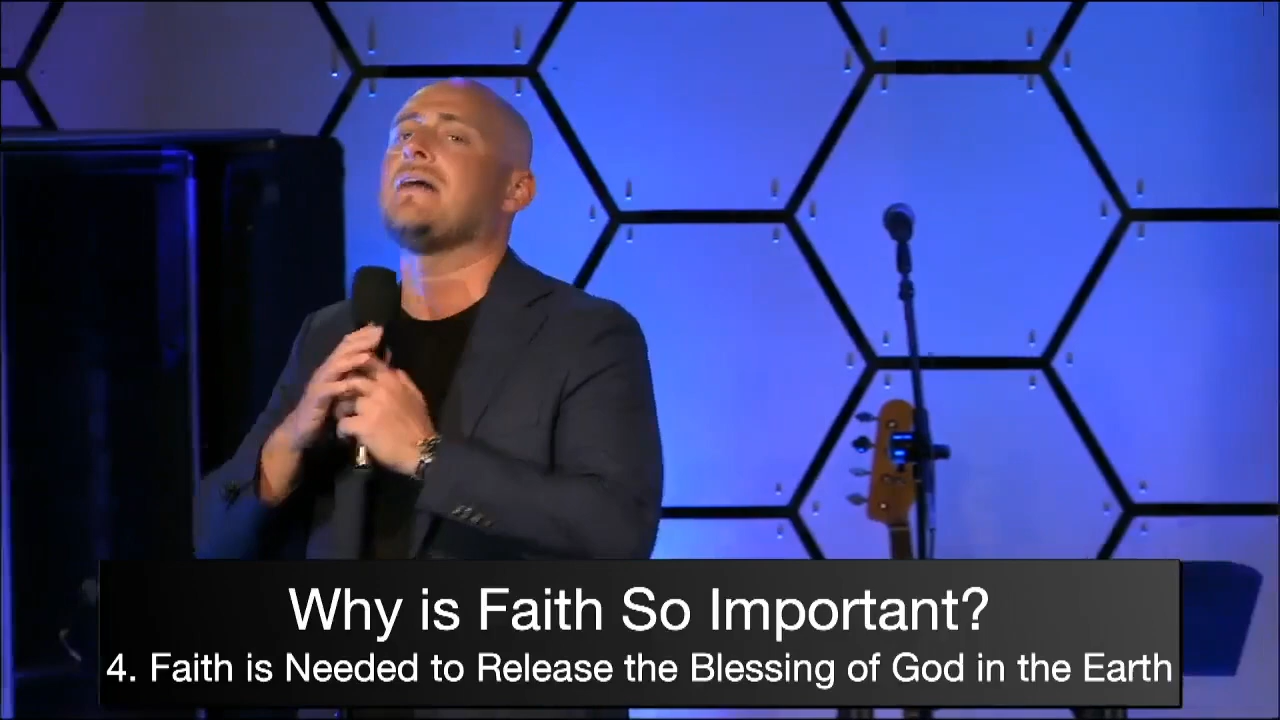 Why is Faith So Important?
4. Faith is Needed to Release the Blessing of God in the Earth